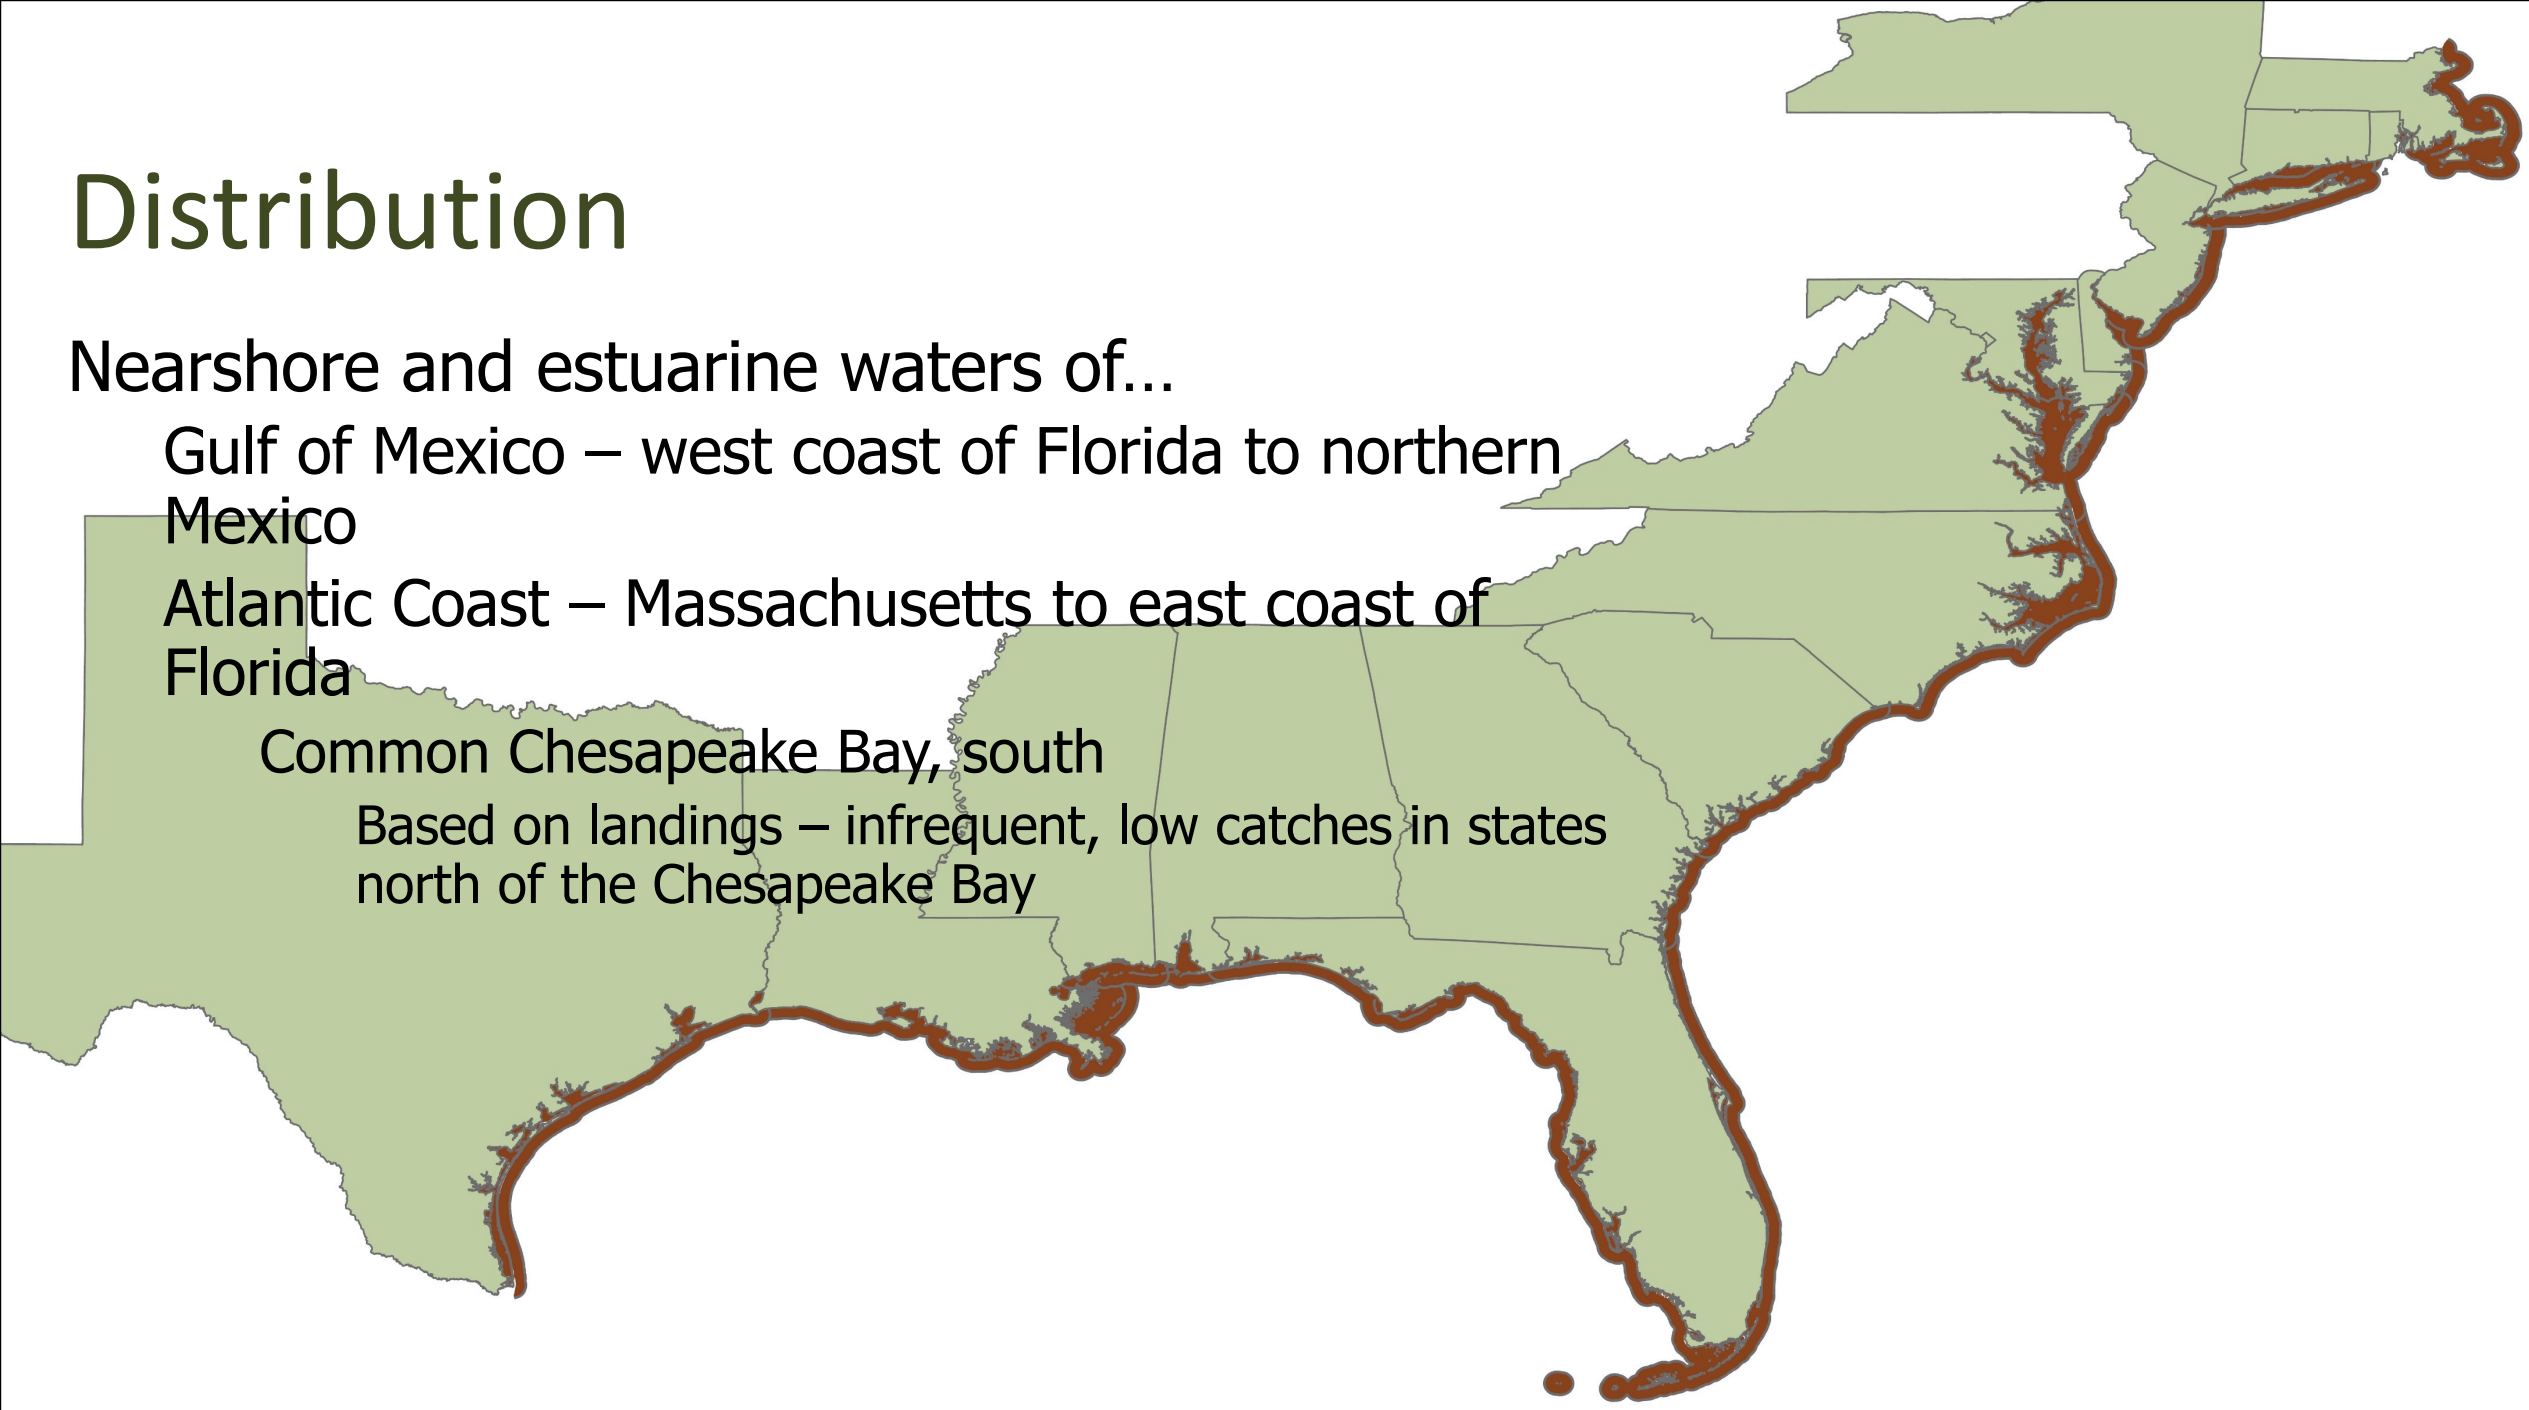 Distribution
Nearshore and estuarine waters of…
Gulf of Mexico – west coast of Florida to northern
Mexico
Atlantic Coast – Massachusetts to east coast of
Florida
Common Chesapeake Bay, south
Based on landings – infrequent, low catches in states
north of the Chesapeake Bay